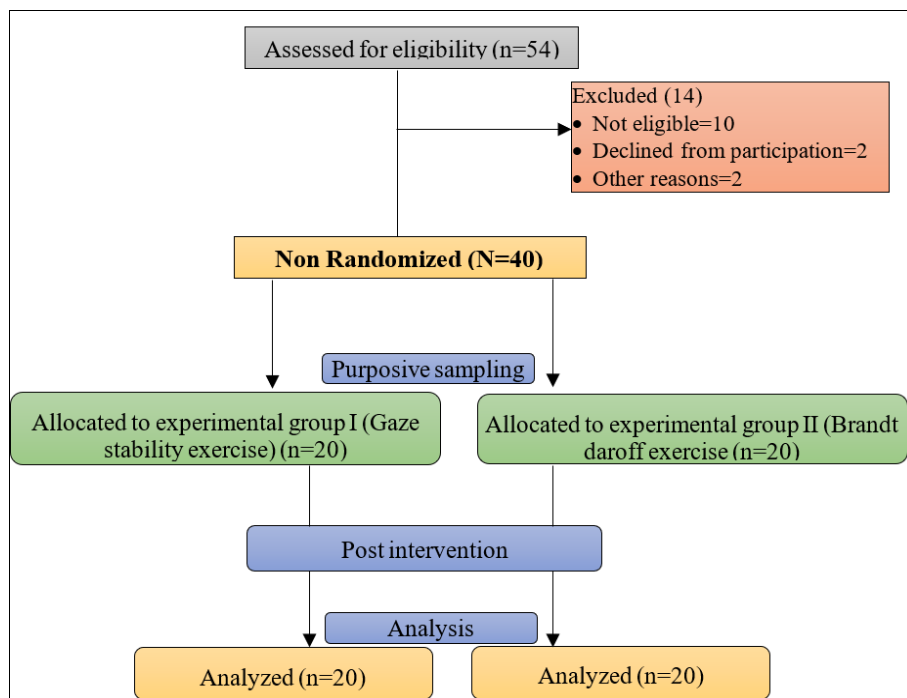 Assessed for eligibility (n=54)
Excluded (14)
• Not eligible=10
• Declined from participation=2
• Other reasons=2
Non Randomized (N=40)
Purposive sampling
Allocated to experimental group I (Gaze
stability exercise) (n=20)
Allocated to experimental group II (Brandt
daroff exercise (n=20)
Post intervention
Analysis
Analyzed (n=20)
Analyzed (n=20)